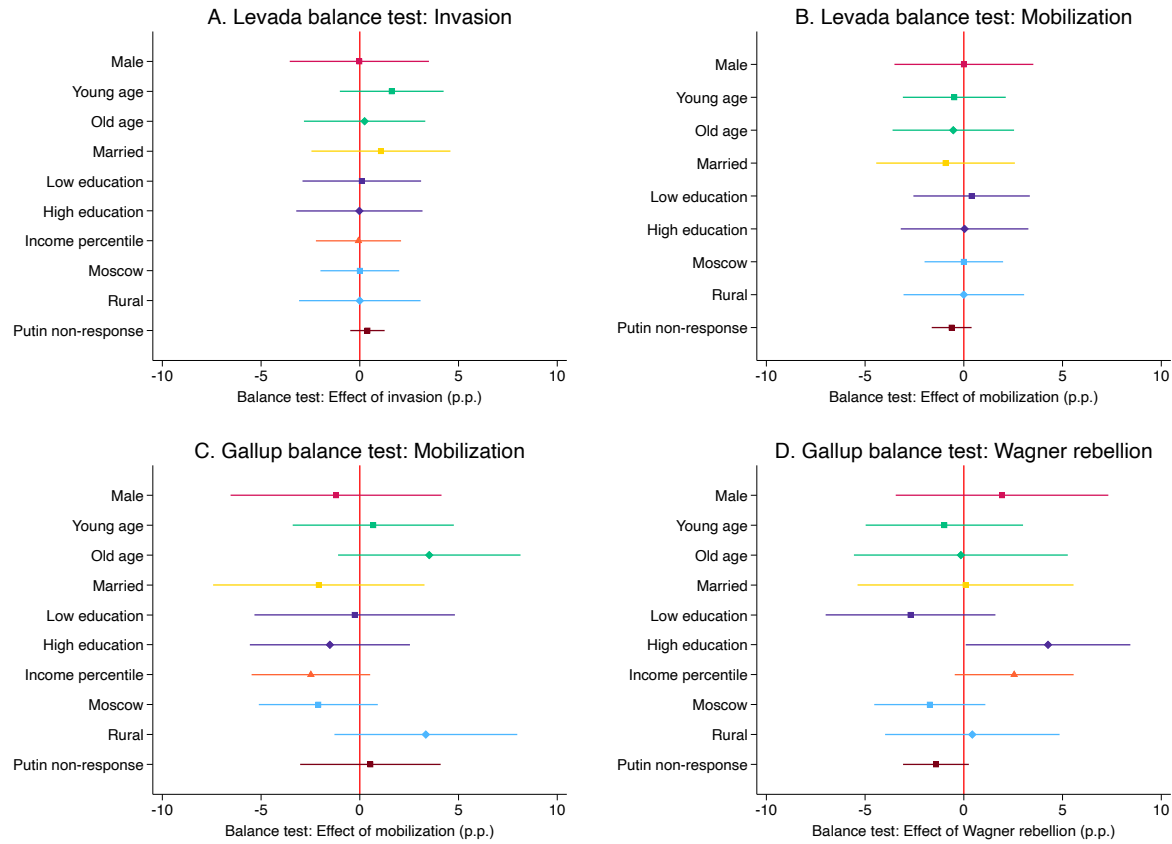 A. Levada balance test: Invasion
Male
Young age
Old age
Married
Low education
High education
Income percentile
Moscow
Rural
Putin non-response
-10 -5 0 5 10
Balance test: Effect of invasion (p.p.)
B. Levada balance test: Mobilization
Male
Young age
Old age
Married
Low education
High education
Moscow
Rural
Putin non-response
-10 -5 0 5 10
Balance test: Effect of mobilization (p.p.)
C. Gallup balance test: Mobilization
Male
Young age
Old age
Married
Low education
High education
Income percentile
Moscow
Rural
Putin non-response
-10 -5 0 5 10
Balance test: Effect of mobilization (p.p.)
D. Gallup balance test: Wagner rebellion
Male
Young age
Old age
Married
Low education
High education
Income percentile
Moscow
Rural
Putin non-response
-10 -5 0 5 10
Balance test: Effect of Wagner rebellion (p.p.)